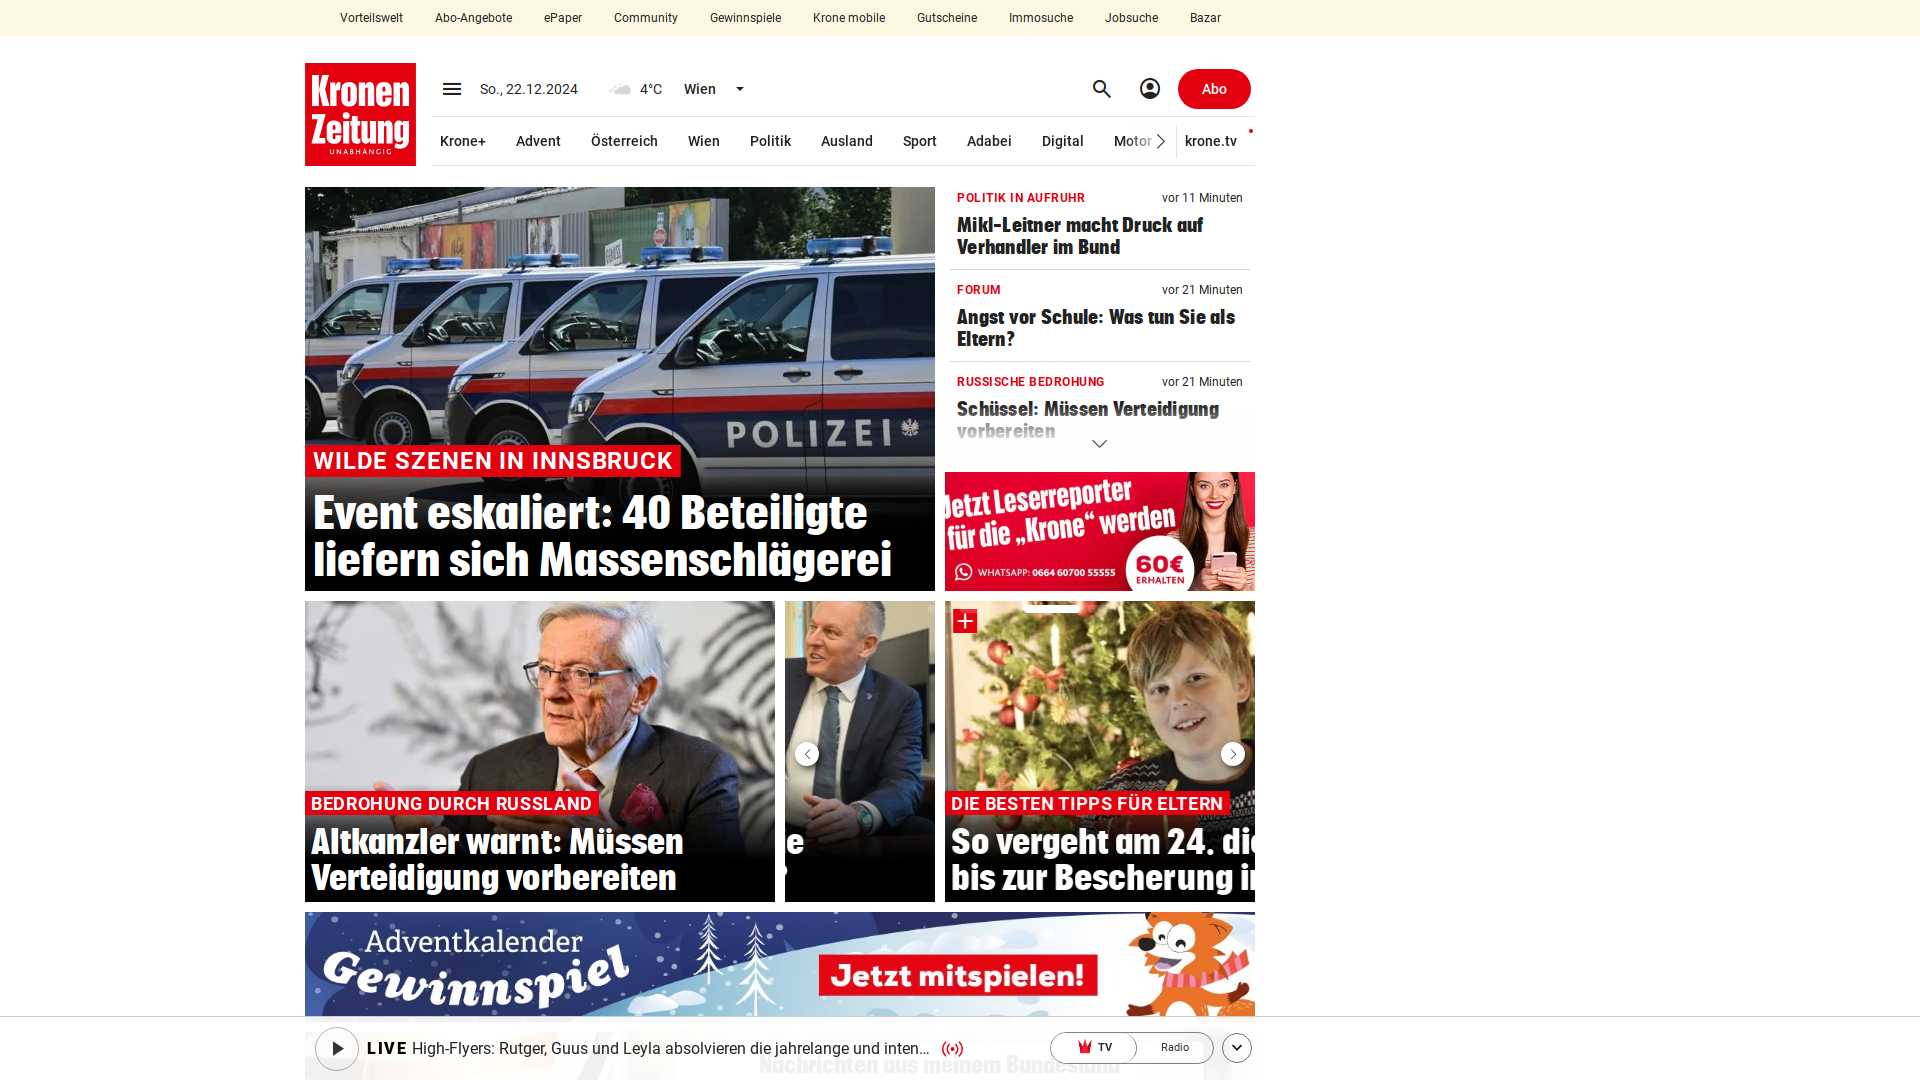 Vorteilswelt Abo-Angebote ePaper Community Gewinnspiele Krone mobile Gutscheine Immosuche Jobsuche Bazar
Kronen
Zeitung
UNABHÄNGIG
So., 22.12.2024 4°C Wien
Abo
Krone+ Advent Österreich Wien Politik Ausland Sport Adabei Digital Motor krone.tv
POLIZEI
WILDE SZENEN IN INNSBRUCK
Event eskaliert: 40 Beteiligte
liefern sich Massenschlägerei
POLITIK IN AUFRUHR vor 11 Minuten
Mikl-Leitner macht Druck auf
Verhandler im Bund
FORUM vor 21 Minuten
Angst vor Schule: Was tun Sie als
Eltern?
RUSSISCHE BEDROHUNG vor 21 Minuten
Schüssel: Müssen Verteidigung
vorbereiten
Jetzt Leserreporter
für die „Krone“ werden
WHATSAPP: 0664 60700 55555
60€
ERHALTEN
BEDROHUNG DURCH RUSSLAND
Altkanzler warnt: Müssen
Verteidigung vorbereiten
e
?
DIE BESTEN TIPPS FÜR ELTERN
So vergeht am 24. die
bis zur Bescherung
Adventkalender
Gewinnspiel
Jetzt mitspielen!
LIVE High-Flyers: Rutger, Guus und Leyla absolvieren die jahrelange und inten...
TV Radio
Nachrichten aus meinem Bundesland